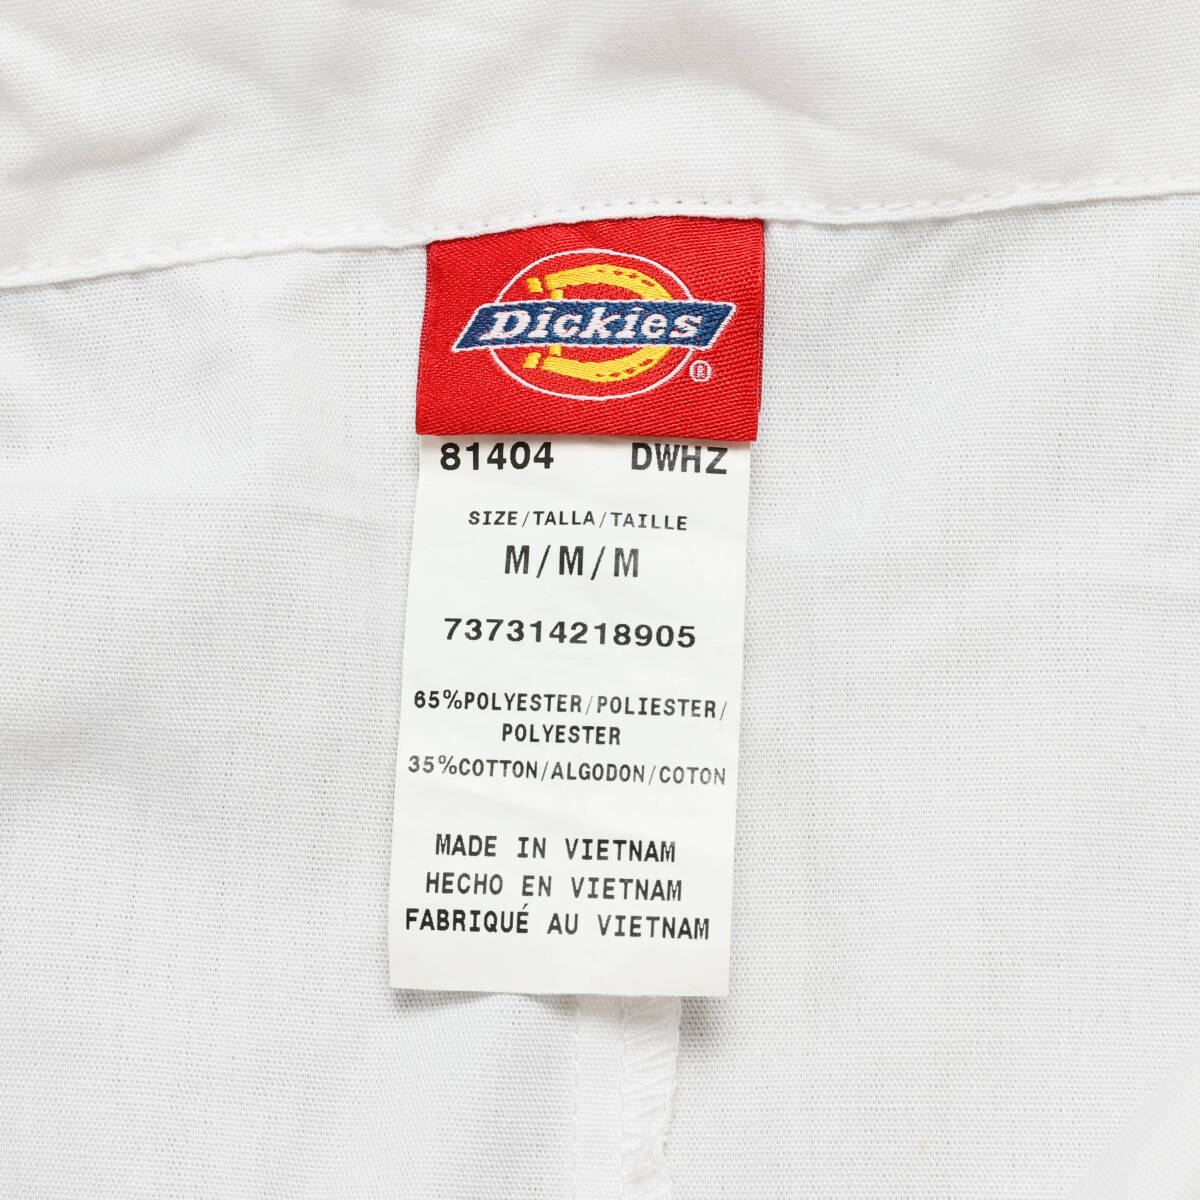 Dickies
®
81404 DWHZ
SIZE/TALLA/TAILLE
M/M/M
737314218905
65%POLYESTER/POLIESTER/
POLYESTER
35%COTTON/ALGODON/COTON
MADE IN VIETNAM
HECHO EN VIETNAM
FABRIQUÉ AU VIETNAM